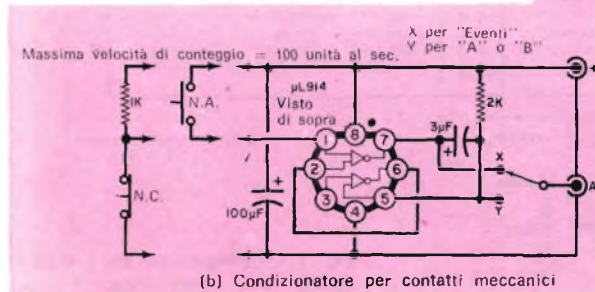 X per "Eventi"
Y per "A" o "B"
Massima velocità di conteggio = 100 unità al sec.
1K
N.A.
µL914
Visto
di sopra
2K
3µF
+
+
1
8
7
2
6
3
4
5
X
Y
A
N.C.
+
100µF
(b) Condizionatore per contatti meccanici